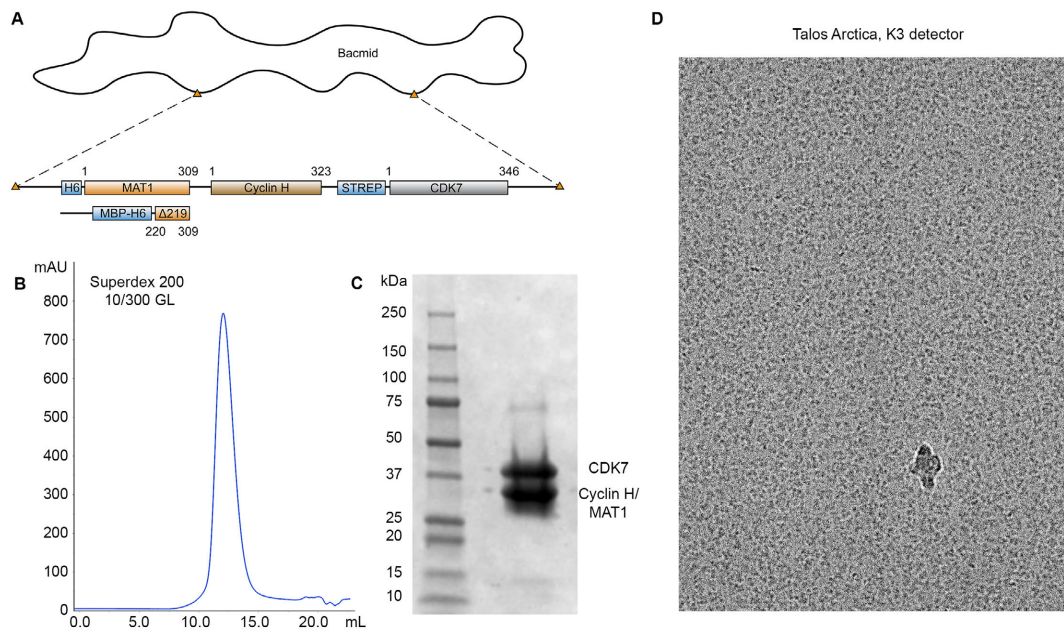 A
Bacmid
1 309 1 323 1 346
H6 MAT1 Cyclin H STREP CDK7
MBP-H6 Δ219
220 309
B
mAU
Superdex 200
10/300 GL
800
700
600
500
400
300
200
100
0
0.0 5.0 10.0 15.0 20.0 mL
C
kDa
250
150
100
75
50
37
25
20
15
10
CDK7
Cyclin H/
MAT1
D
Talos Arctica, K3 detector